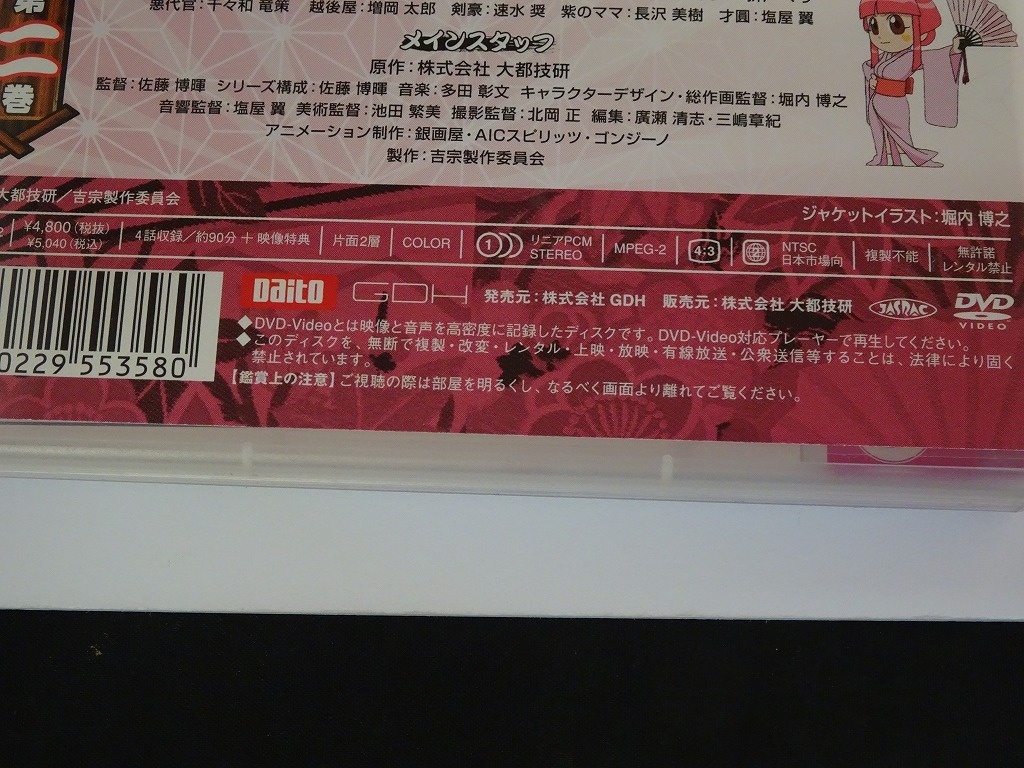 悪代官:千々和 竜策 越後屋:増岡 太郎 剣豪:速水 奨 紫のママ:長沢 美樹 才圓:塩屋 翼
第二巻
メインスタッフ
原作:株式会社 大都技研
監督:佐藤 博暉 シリーズ構成:佐藤 博暉 音楽:多田 彰文 キャラクターデザイン・総作画監督:堀内 博之
音響監督:塩屋 翼 美術監督:池田 繁美 撮影監督:北岡 正 編集:廣瀬 清志・三嶋章紀
アニメーション制作:銀画屋・AICスピリッツ・ゴンジーノ
製作:吉宗製作委員会
大都技研/吉宗製作委員会
ジャケットイラスト:堀内 博之
¥4,800(税抜)
¥5,040(税込)
4話収録/約90分+映像特典
片面2層
COLOR
1
リニアPCM
STEREO
MPEG-2
4:3
2
NTSC
日本市場向
複製不能
無許諾
レンタル禁止
Daito
GDH
発売元:株式会社 GDH 販売元:株式会社 大都技研
JASRAC
DVD
VIDEO
0229 553580
◆DVD-Videoとは映像と音声を高密度に記録したディスクです。DVD-Video対応プレーヤーで再生してください。
◆このディスクを、無断で複製・改変・レンタル・上映・放映・有線放送・公衆送信等することは、法律により固く
禁止されています。
【鑑賞上の注意】ご視聴の際は部屋を明るくし、なるべく画面より離れてご覧ください。